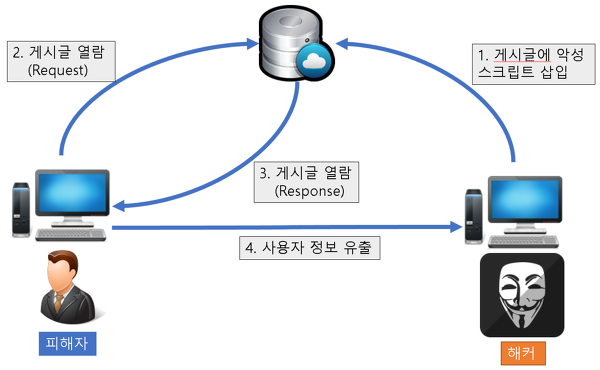 2. 게시글 열람
(Request)
1. 게시글에 악성
스크립트 삽입
3. 게시글 열람
(Response)
4. 사용자 정보 유출
피해자
해커